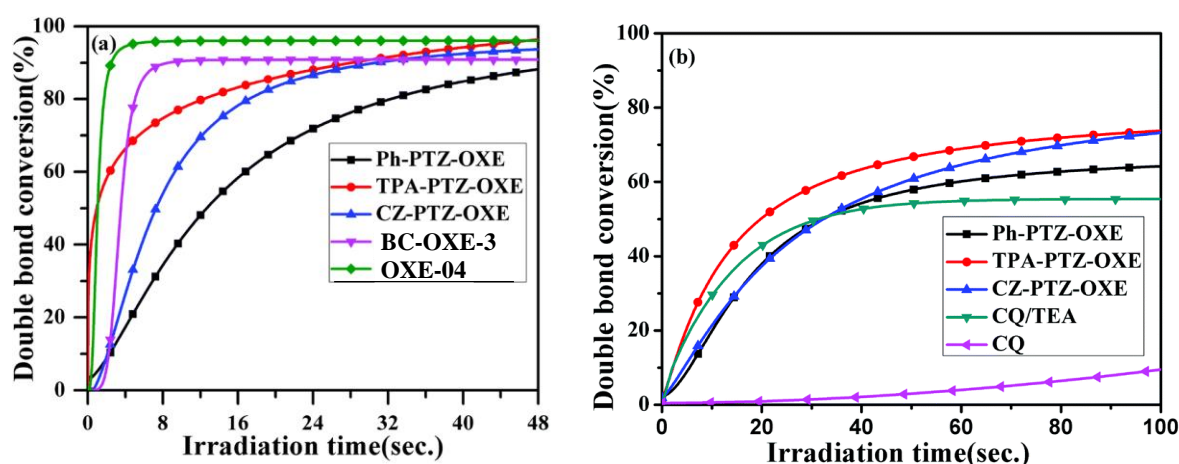 (a)
Double bond conversion(%)
100
80
60
40
20
0
Ph-PTZ-OXE
TPA-PTZ-OXE
CZ-PTZ-OXE
BC-OXE-3
OXE-04
0 8 16 24 32 40 48
Irradiation time(sec.)
(b)
Double bond conversion(%)
100
80
60
40
20
0
Ph-PTZ-OXE
TPA-PTZ-OXE
CZ-PTZ-OXE
CQ/TEA
CQ
0 20 40 60 80 100
Irradiation time(sec.)